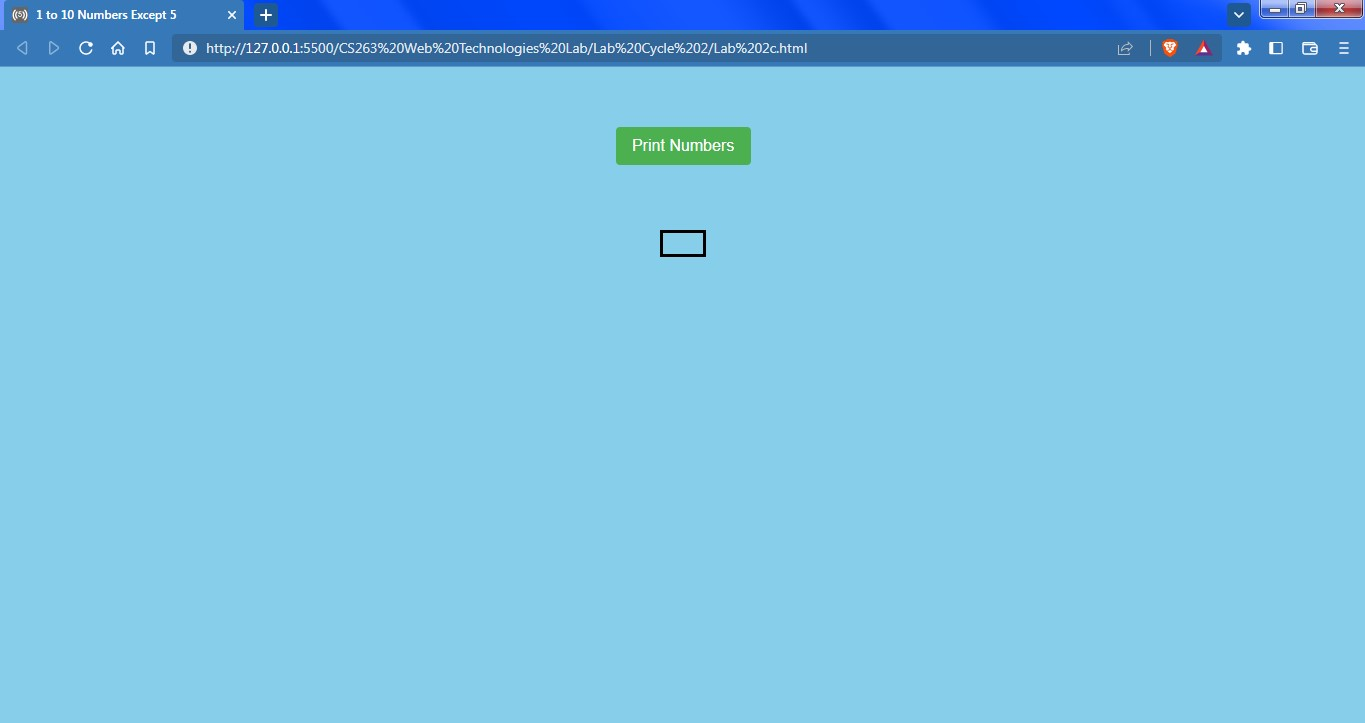 1 to 10 Numbers Except 5
http://127.0.0.1:5500/CS263%20Web%20Technologies%20Lab/Lab%20Cycle%202/Lab%202c.html
Print Numbers